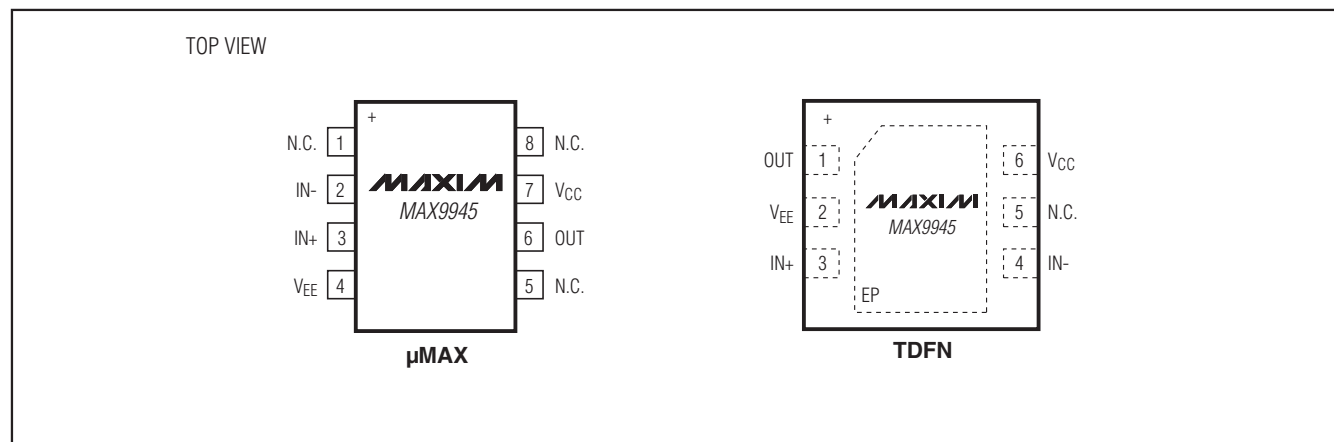 TOP VIEW
+
N.C. 1
8 N.C.
IN- 2
7 VCC
IN+ 3
6 OUT
VEE 4
5 N.C.
MAXIM
MAX9945
µMAX
+
OUT 1
6 VCC
VEE 2
5 N.C.
IN+ 3
4 IN-
MAXIM
MAX9945
EP
TDFN